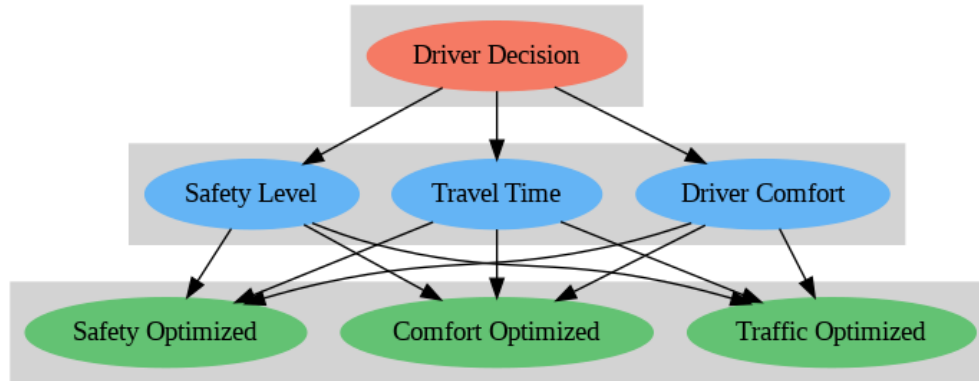 Driver Decision
Safety Level
Travel Time
Driver Comfort
Safety Optimized
Comfort Optimized
Traffic Optimized